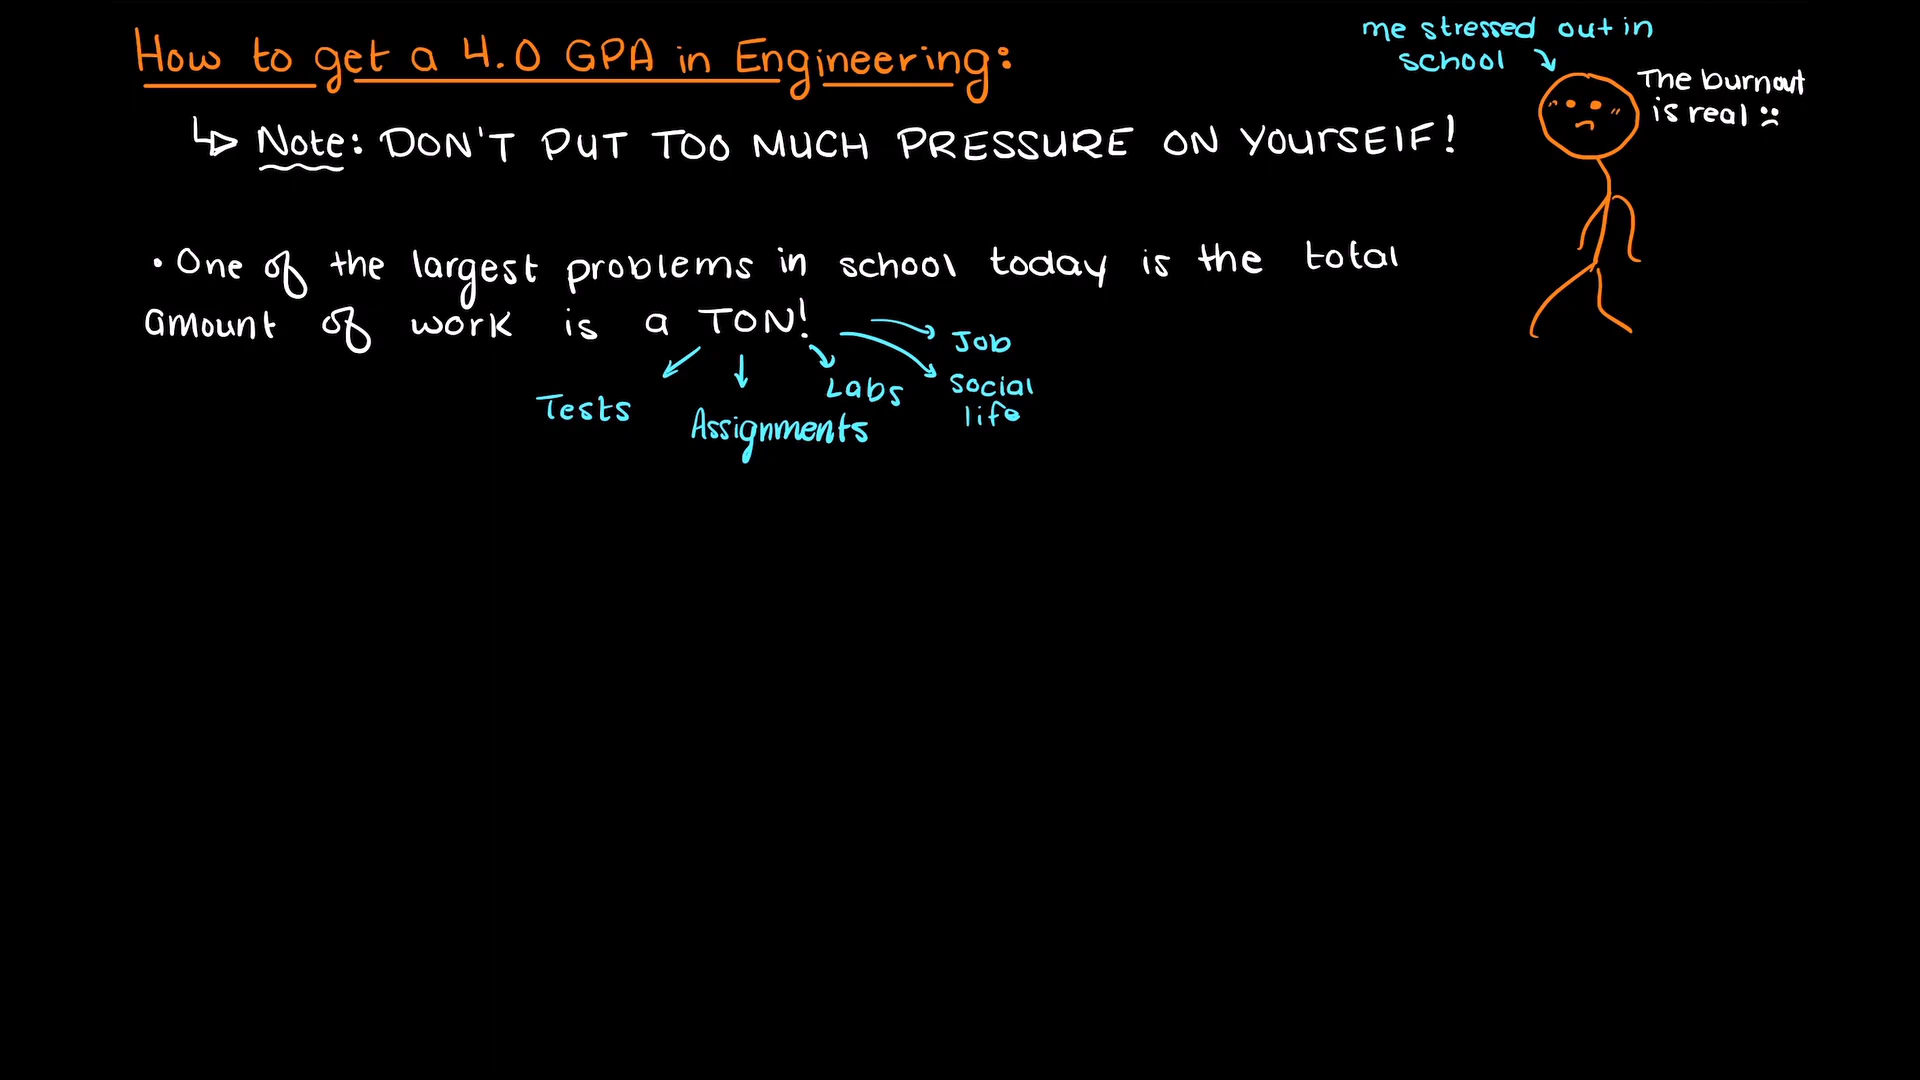 How to get a 4.0 GPA in Engineering:
me stressed out in
school
The burnout
is real
Note: DON'T PUT TOO MUCH PRESSURE ON YOURSELF!
• One of the largest problems in school today is the total
amount of work is a TON!
Job
Social
life
Labs
Tests
Assignments